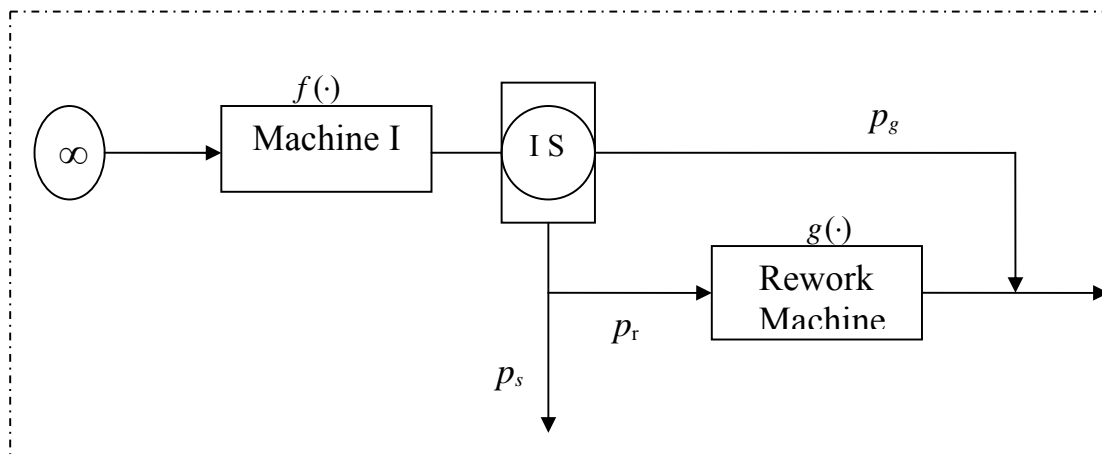 f(·)
∞
Machine I
I S
p_g
g(·)
Rework
Machine
p_r
p_s